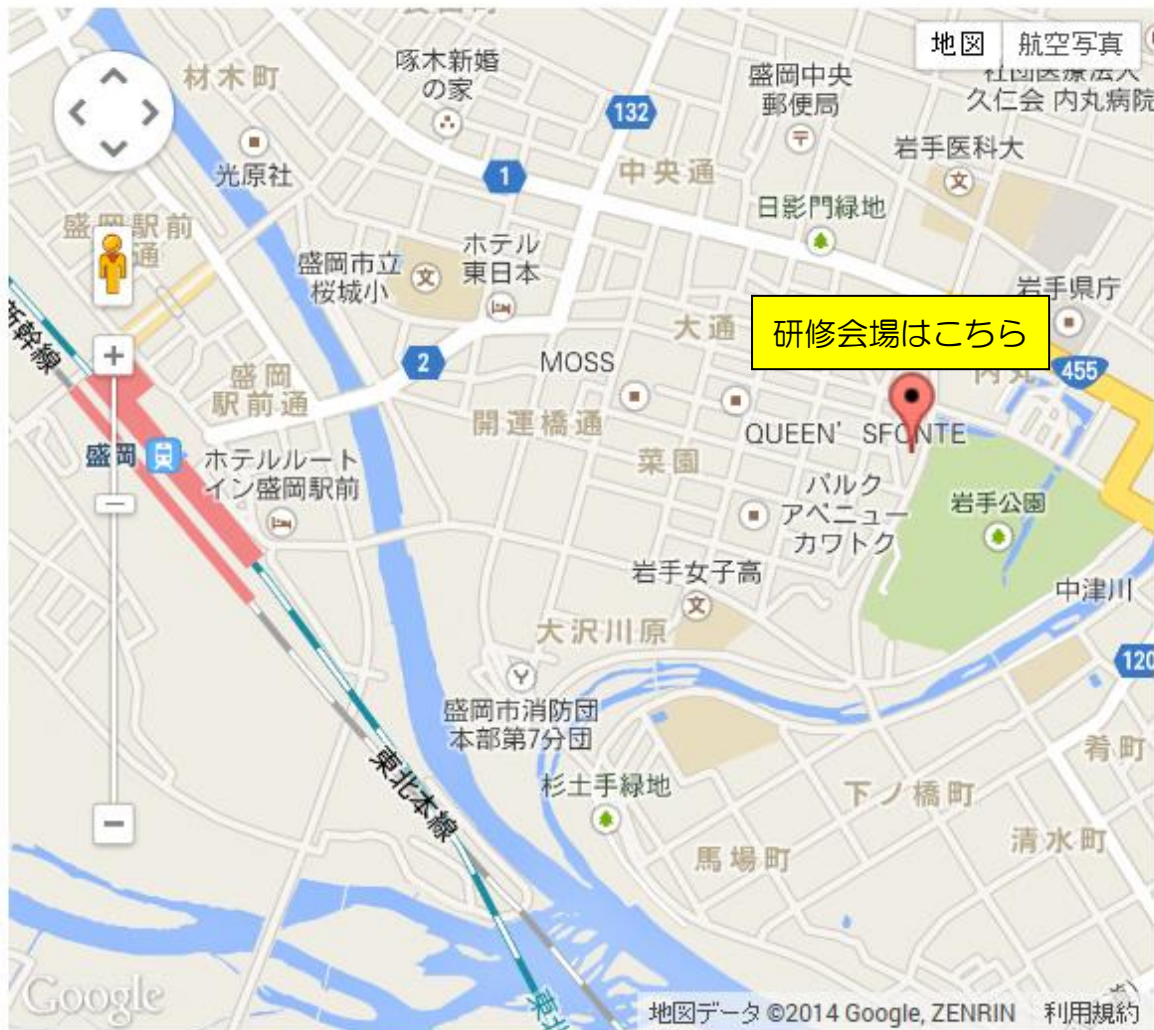 地図
航空写真
材木町
啄木新婚
の家
132
盛岡中央
郵便局
社団医療法人
久仁会 内丸病院
光原社
1
中央通
岩手医科大
盛岡駅前
通
日影門緑地
盛岡市立
桜城小
ホテル
東日本
岩手県庁
新幹線
研修会場はこちら
大通
2
MOSS
盛岡
駅前通
内丸
455
開運橋通
QUEEN' SFONTE
盛岡
ホテルルート
イン盛岡駅前
菜園
パルク
アベニュー
カワトク
岩手公園
岩手女子高
中津川
大沢川原
120
盛岡市消防団
本部第7分団
肴町
東北本線
杉土手緑地
下ノ橋町
清水町
馬場町
Google
東北
地図データ ©2014 Google, ZENRIN
利用規約